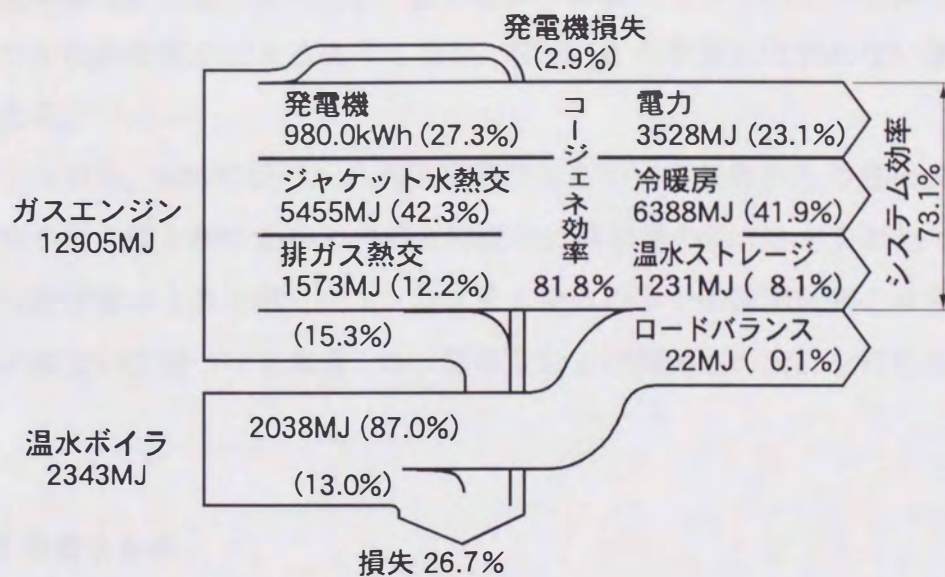 発電機損失
(2.9%)
発電機
980.0kWh (27.3%)
電力
3528MJ (23.1%)
ジャケット水熱交
5455MJ (42.3%)
冷暖房
6388MJ (41.9%)
ガスエンジン
12905MJ
排ガス熱交
1573MJ (12.2%)
コージェネ効率
81.8%
温水ストレージ
1231MJ ( 8.1%)
システム効率
73.1%
(15.3%)
ロードバランス
22MJ ( 0.1%)
2038MJ (87.0%)
温水ボイラ
2343MJ
(13.0%)
損失 26.7%